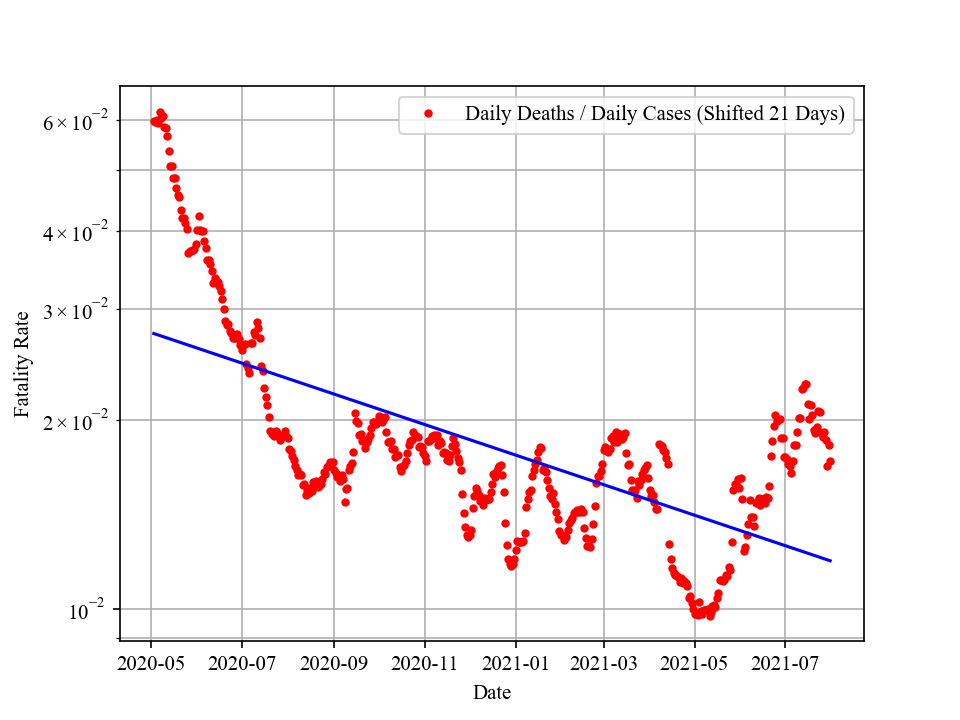 Daily Deaths / Daily Cases (Shifted 21 Days)
6 × 10⁻²
4 × 10⁻²
3 × 10⁻²
2 × 10⁻²
10⁻²
Fatality Rate
2020-05 2020-07 2020-09 2020-11 2021-01 2021-03 2021-05 2021-07
Date